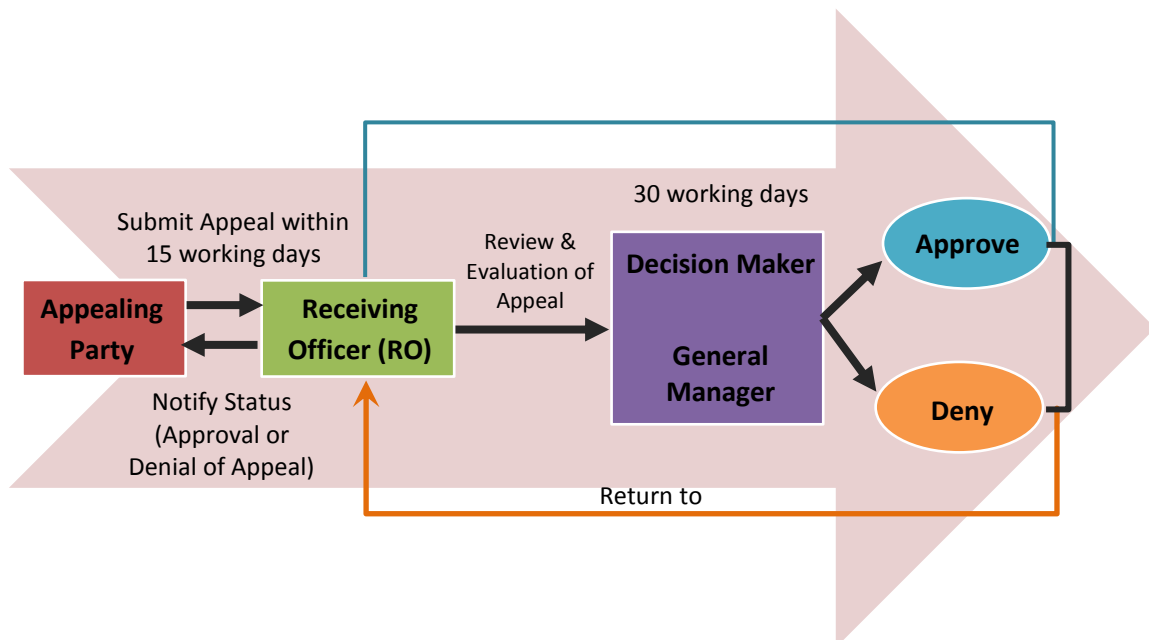 Submit Appeal within
15 working days
Appealing
Party
Receiving
Officer (RO)
Notify Status
(Approval or
Denial of Appeal)
Review &
Evaluation of
Appeal
30 working days
Decision Maker
General
Manager
Approve
Deny
Return to